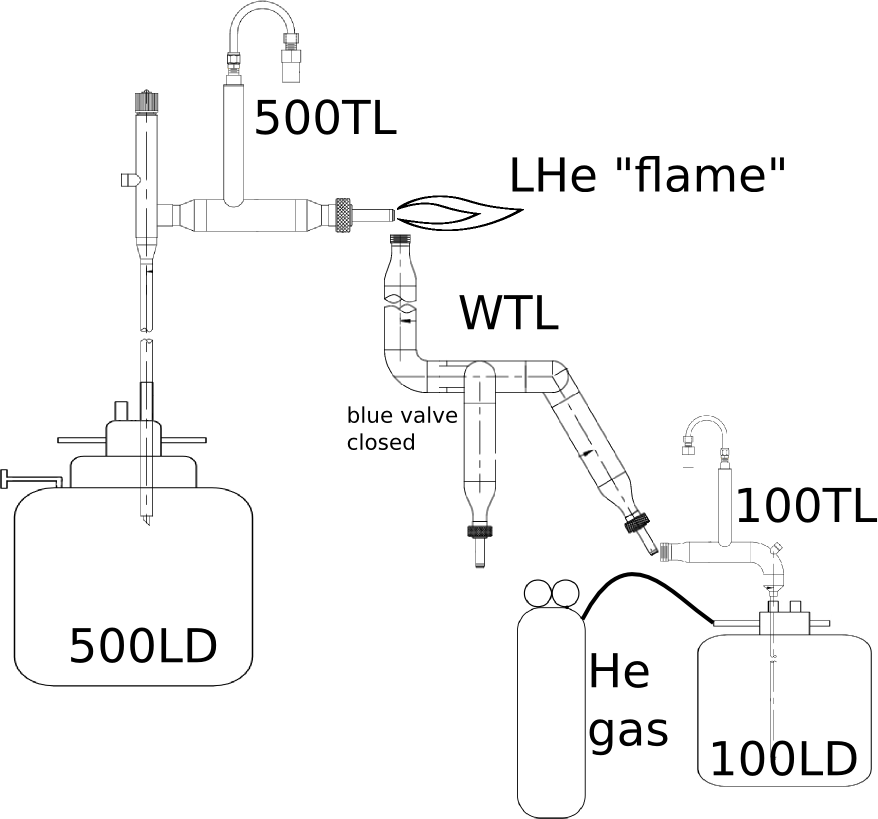 500TL
LHe "flame"
WTL
blue valve
closed
100TL
500LD
He
gas
100LD